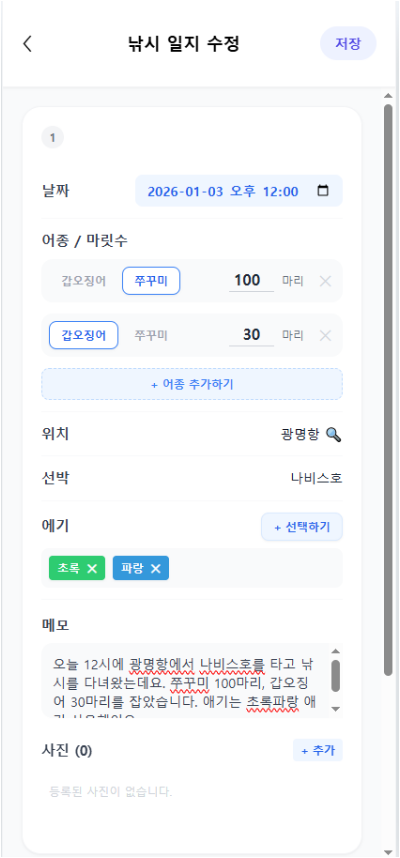 낚시 일지 수정
저장
1
날짜
2026-01-03 오후 12:00
어종 / 마릿수
갑오징어 쭈꾸미 100 마리
갑오징어 쭈꾸미 30 마리
+ 어종 추가하기
위치
광명항
선박
나비스호
에기
+ 선택하기
초록 파랑
메모
오늘 12시에 광명항에서 나비스호를 타고 낚
시를 다녀왔는데요. 쭈꾸미 100마리, 갑오징
어 30마리를 잡았습니다. 애기는 초록파랑 애
사진 (0)
+ 추가
등록된 사진이 없습니다.